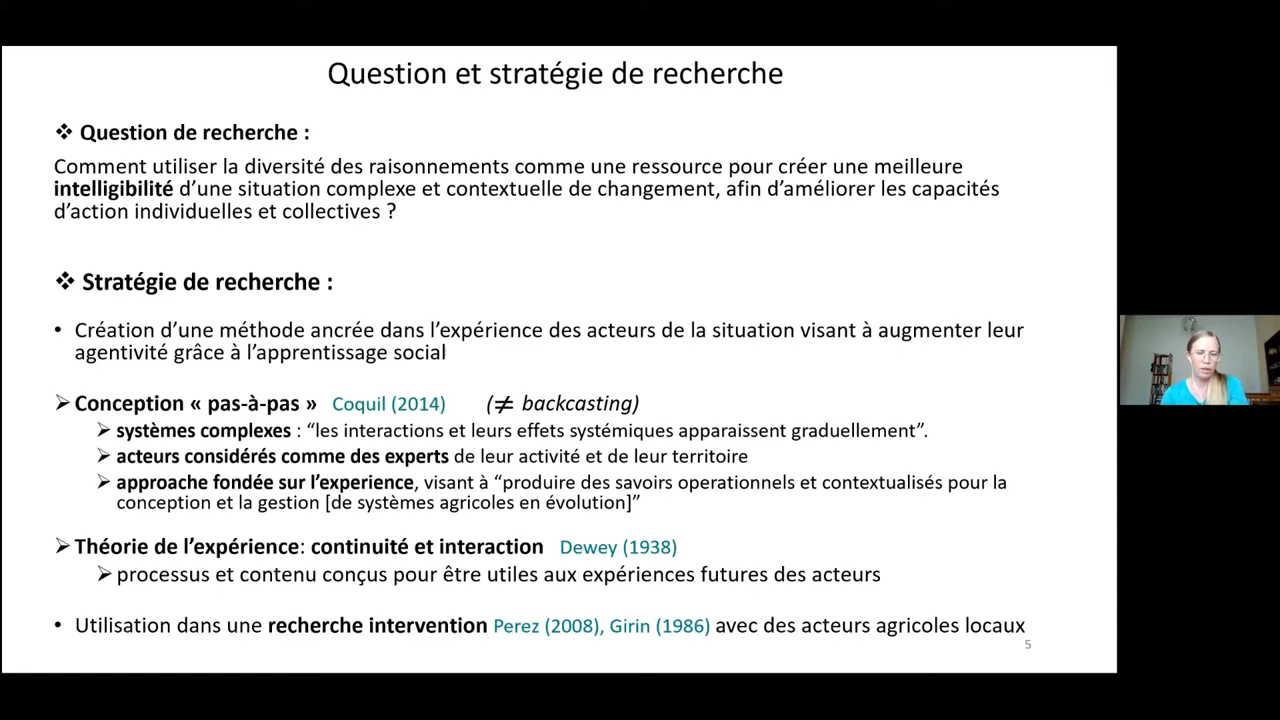 Question et stratégie de recherche
❖ Question de recherche :
Comment utiliser la diversité des raisonnements comme une ressource pour créer une meilleure
intelligibilité d’une situation complexe et contextuelle de changement, afin d’améliorer les capacités
d’action individuelles et collectives ?
❖ Stratégie de recherche :
• Création d’une méthode ancrée dans l’expérience des acteurs de la situation visant à augmenter leur
agentivité grâce à l’apprentissage social
➢ Conception « pas-à-pas » Coquil (2014) (≠ backcasting)
➢ systèmes complexes : “les interactions et leurs effets systémiques apparaissent graduellement”.
➢ acteurs considérés comme des experts de leur activité et de leur territoire
➢ approche fondée sur l’experience, visant à “produire des savoirs operationnels et contextualisés pour la
conception et la gestion [de systèmes agricoles en évolution]”
➢ Théorie de l’expérience: continuité et interaction Dewey (1938)
➢ processus et contenu conçus pour être utiles aux expériences futures des acteurs
• Utilisation dans une recherche intervention Perez (2008), Girin (1986) avec des acteurs agricoles locaux
5